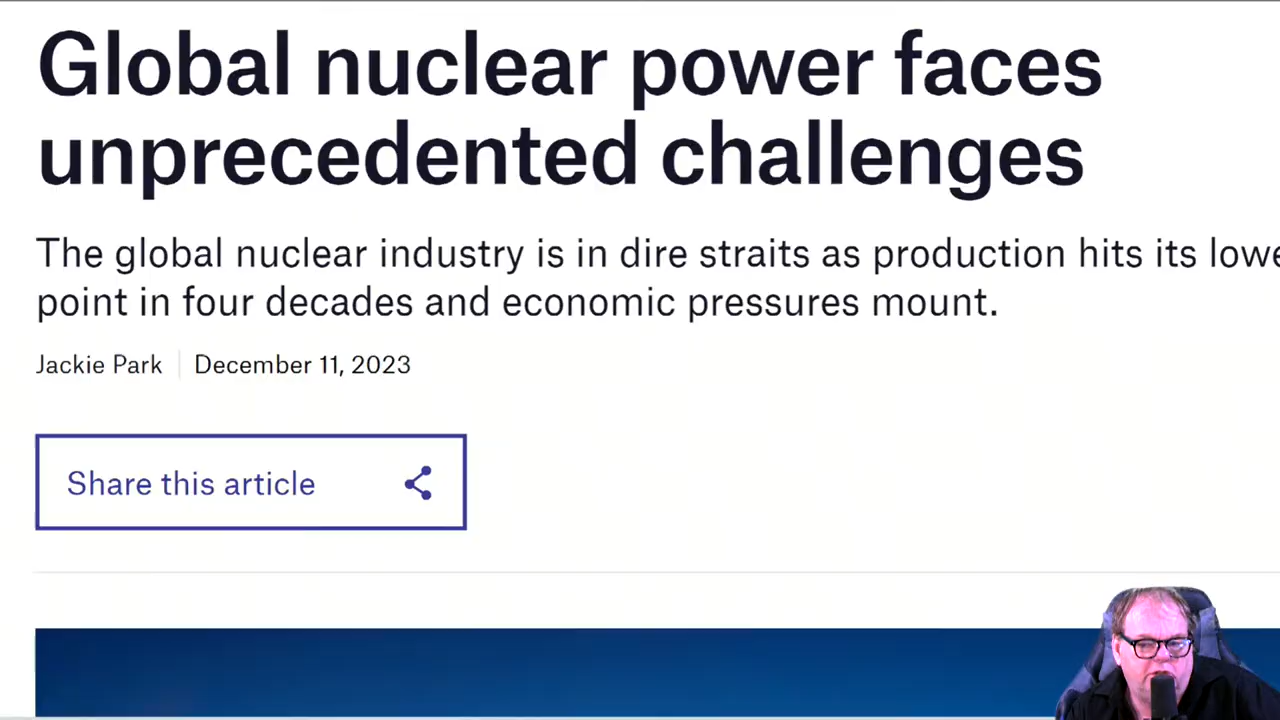 Global nuclear power faces
unprecedented challenges
The global nuclear industry is in dire straits as production hits its
point in four decades and economic pressures mount.
Jackie Park
December 11, 2023
Share this article